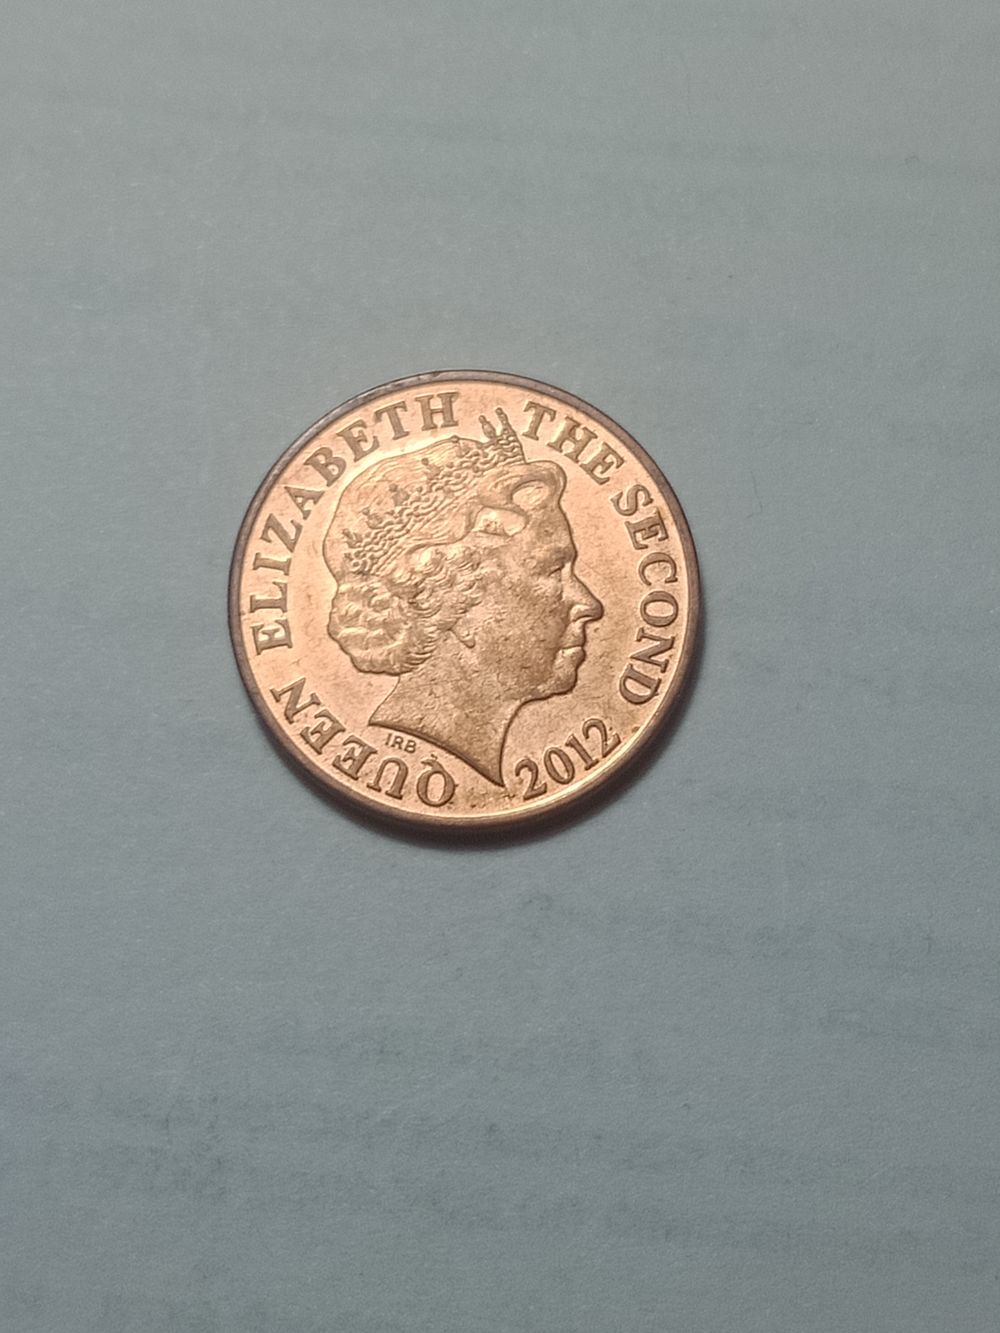 QUEEN ELIZABETH THE SECOND 2012
IRB